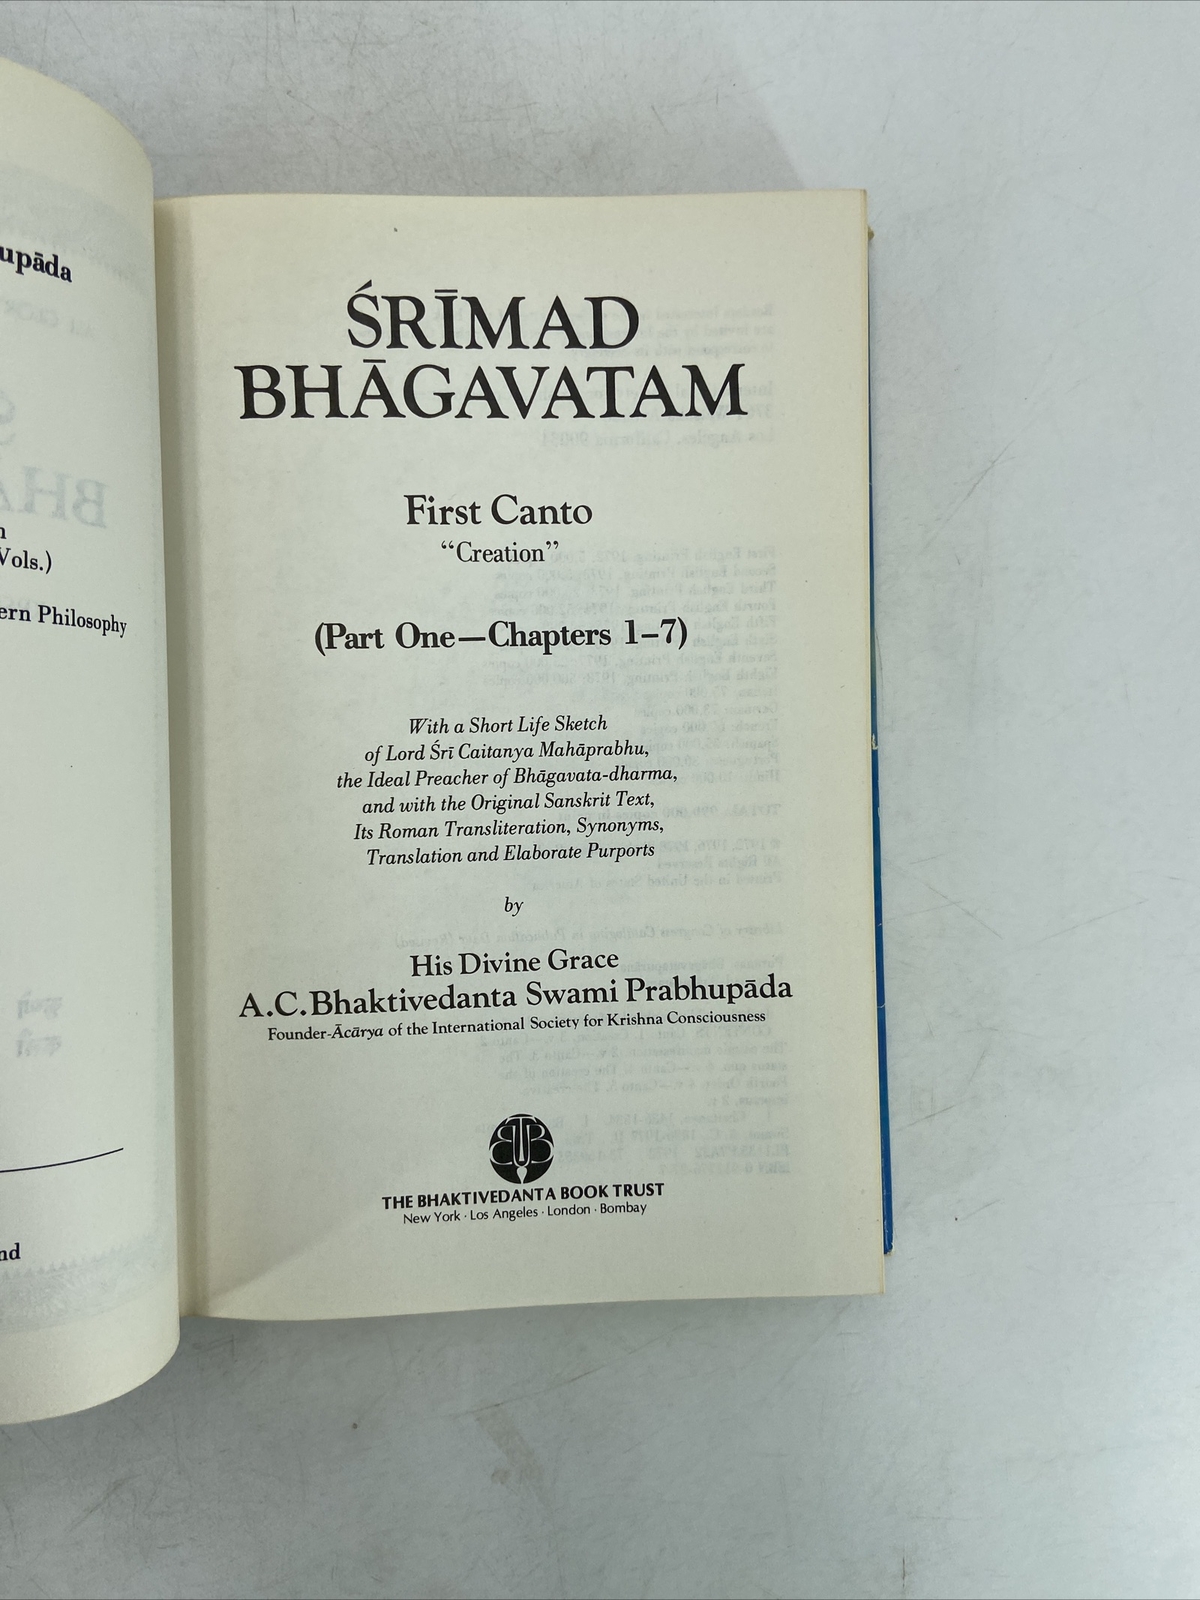 upāda
Vols.)
ern Philosophy
nd
ŚRĪMAD
BHĀGAVATAM
First Canto
“Creation”
(Part One—Chapters 1–7)
With a Short Life Sketch
of Lord Śrī Caitanya Mahāprabhu,
the Ideal Preacher of Bhāgavata-dharma,
and with the Original Sanskrit Text,
Its Roman Transliteration, Synonyms,
Translation and Elaborate Purports
by
His Divine Grace
A.C. Bhaktivedanta Swami Prabhupāda
Founder-Ācārya of the International Society for Krishna Consciousness
BBT
THE BHAKTIVEDANTA BOOK TRUST
New York · Los Angeles · London · Bombay